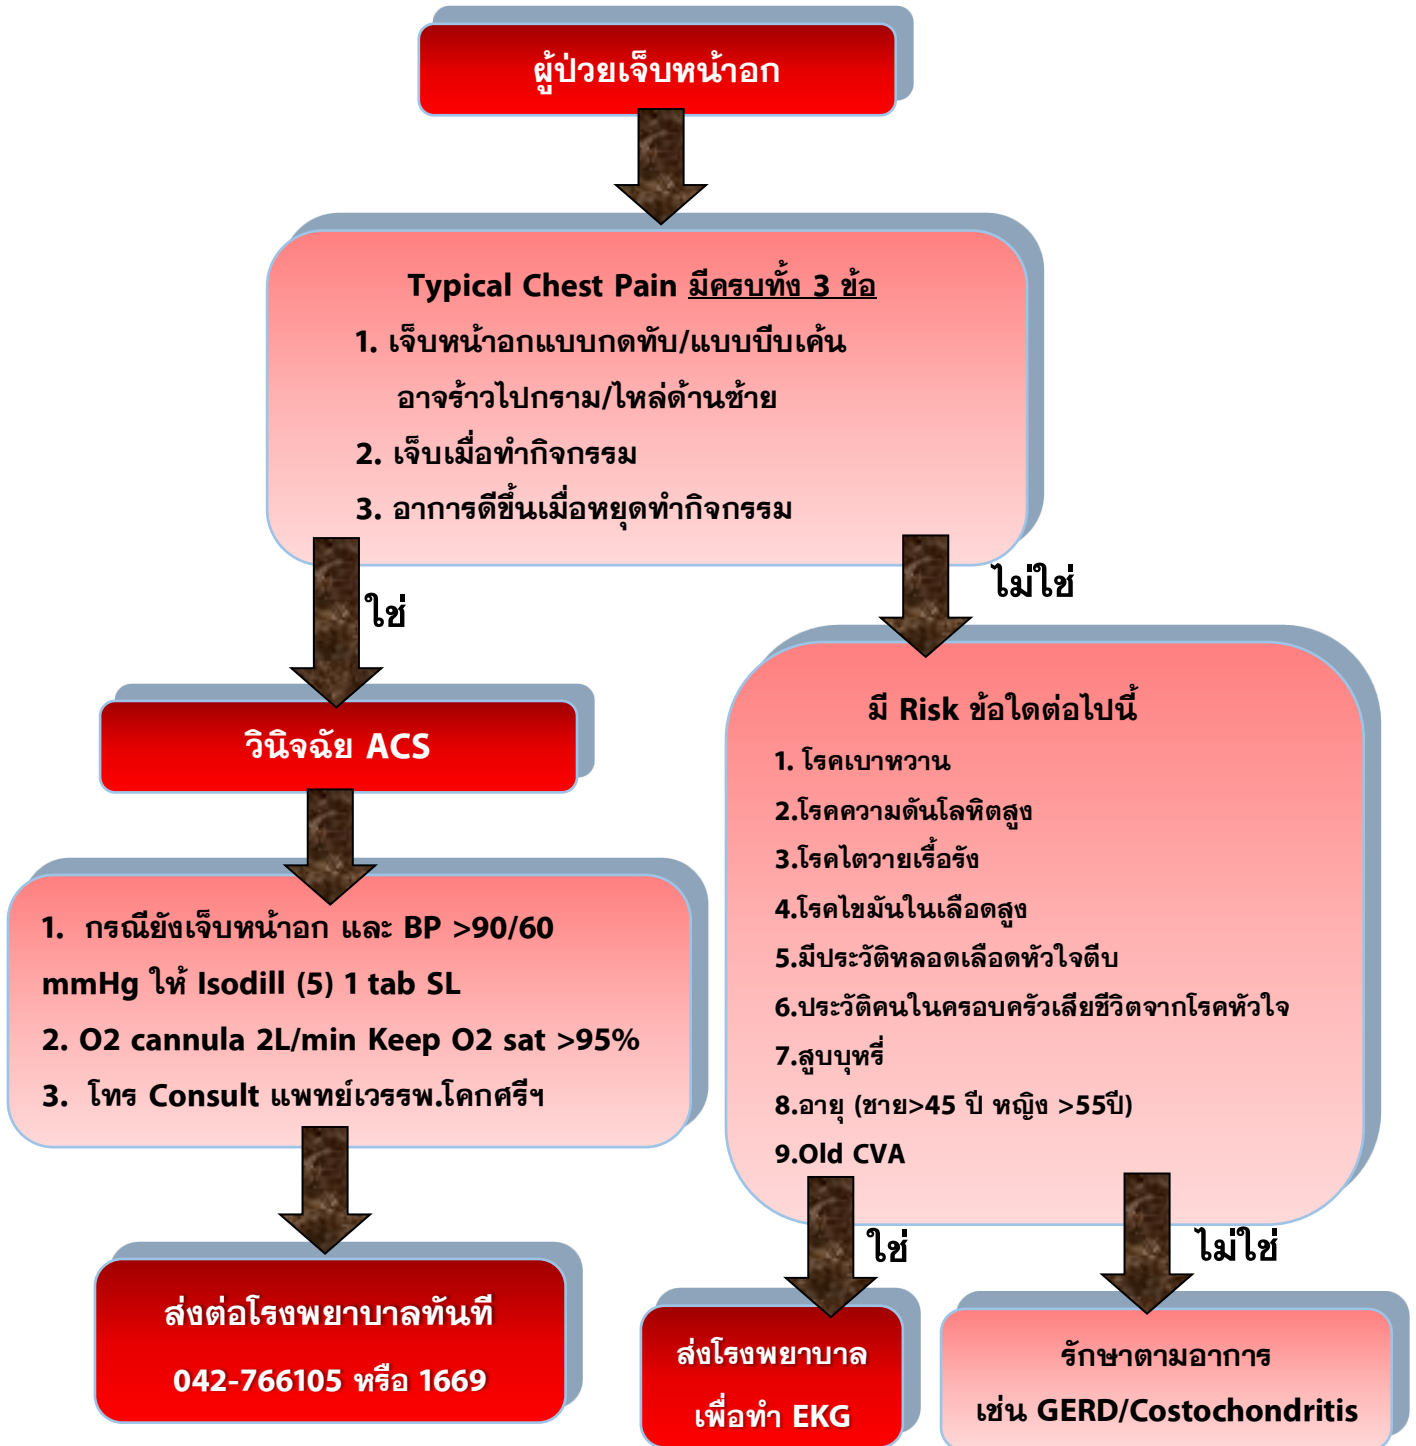 ผู้ป่วยเจ็บหน้าอก
Typical Chest Pain มีครบทั้ง 3 ข้อ
1. เจ็บหน้าอกแบบกดทับ/แบบบีบเค้น
อาจร้าวไปกราม/ไหล่ด้านซ้าย
2. เจ็บเมื่อทำกิจกรรม
3. อาการดีขึ้นเมื่อหยุดทำกิจกรรม
ใช่
ไม่ใช่
วินิจฉัย ACS
1. กรณียังเจ็บหน้าอก และ BP >90/60
mmHg ให้ Isodill (5) 1 tab SL
2. O2 cannula 2L/min Keep O2 sat >95%
3. โทร Consult แพทย์เวรรพ.โคกศรีฯ
ส่งต่อโรงพยาบาลทันที
042-766105 หรือ 1669
มี Risk ข้อใดต่อไปนี้
1. โรคเบาหวาน
2.โรคความดันโลหิตสูง
3.โรคไตวายเรื้อรัง
4.โรคไขมันในเลือดสูง
5.มีประวัติหลอดเลือดหัวใจตีบ
6.ประวัติคนในครอบครัวเสียชีวิตจากโรคหัวใจ
7.สูบบุหรี่
8.อายุ (ชาย>45 ปี หญิง >55ปี)
9.Old CVA
ใช่
ไม่ใช่
ส่งโรงพยาบาล
เพื่อทำ EKG
รักษาตามอาการ
เช่น GERD/Costochondritis